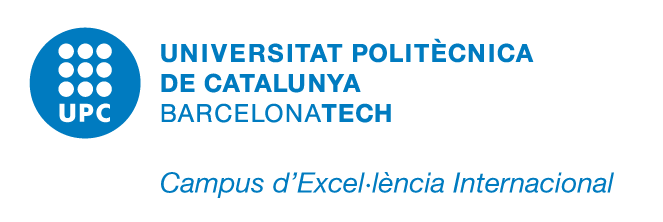 UPC
UNIVERSITAT POLITÈCNICA
DE CATALUNYA
BARCELONATECH
Campus d’Excel·lència Internacional